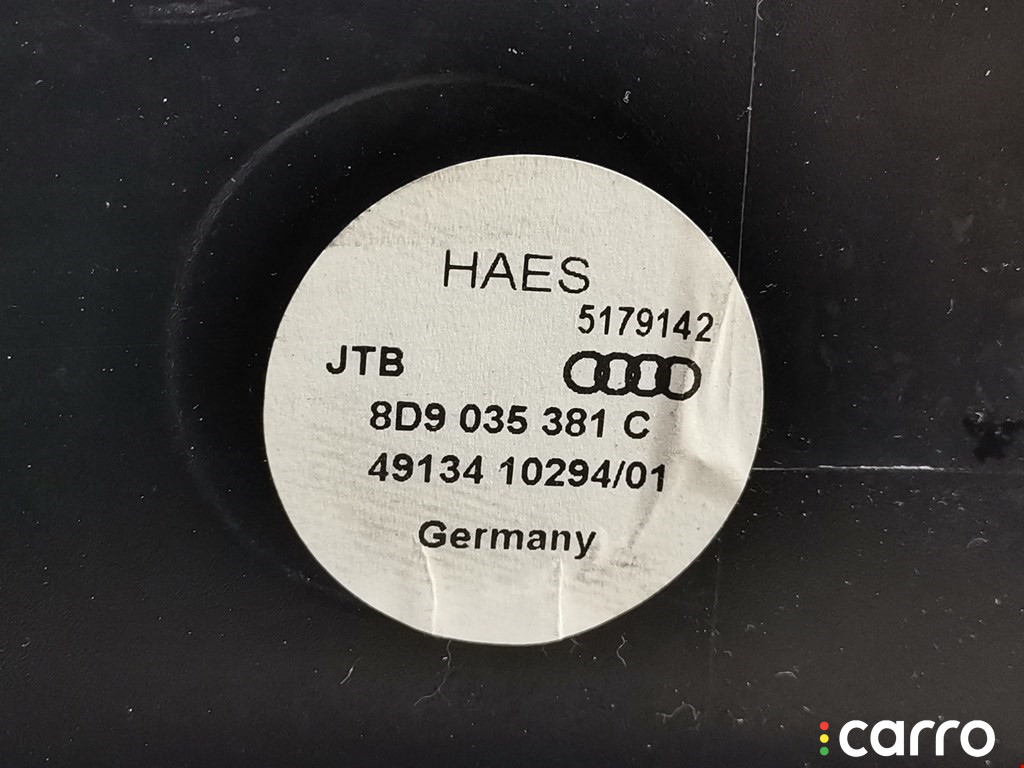 HAES
5179142
JTB
8D9 035 381 C
49134 10294/01
Germany
carro